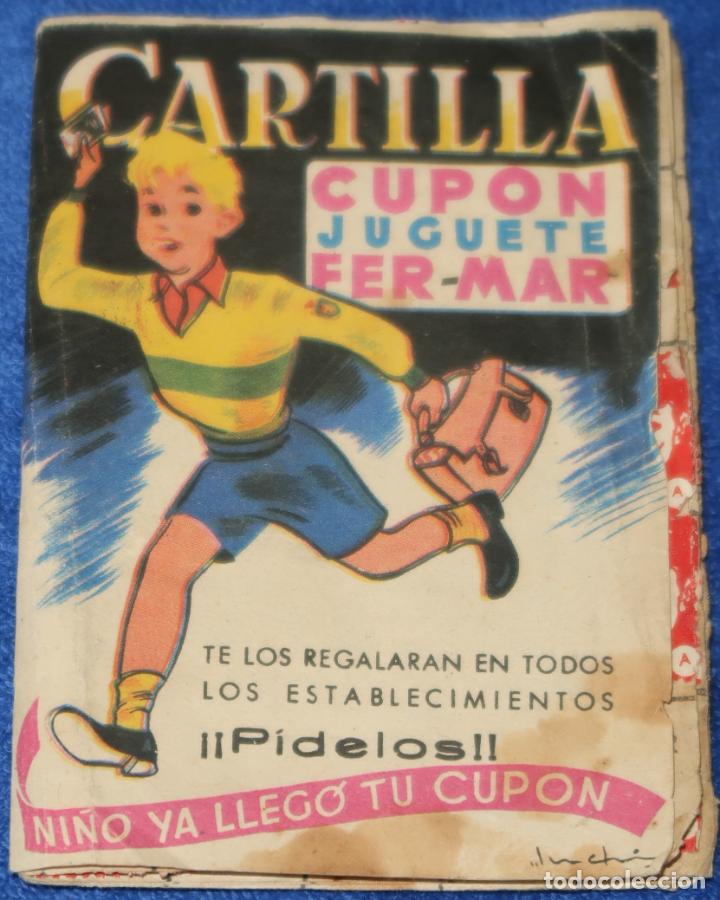 CARTILLA
CUPON
JUGUETE
FER-MAR
TE LOS REGALARAN EN TODOS
LOS ESTABLECIMIENTOS
¡¡Pídelos!!
NIÑO YA LLEGÓ TU CUPON
A
A
todocoleccion.net